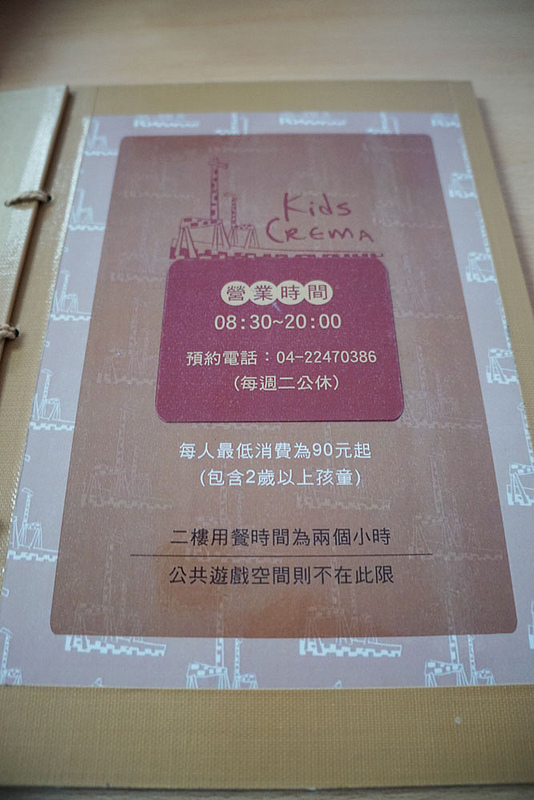 Kids
CREMA
營業時間
08:30~20:00
預約電話：04-22470386
(每週二公休)
每人最低消費為90元起
(包含2歲以上孩童)
二樓用餐時間為兩個小時
公共遊戲空間則不在此限